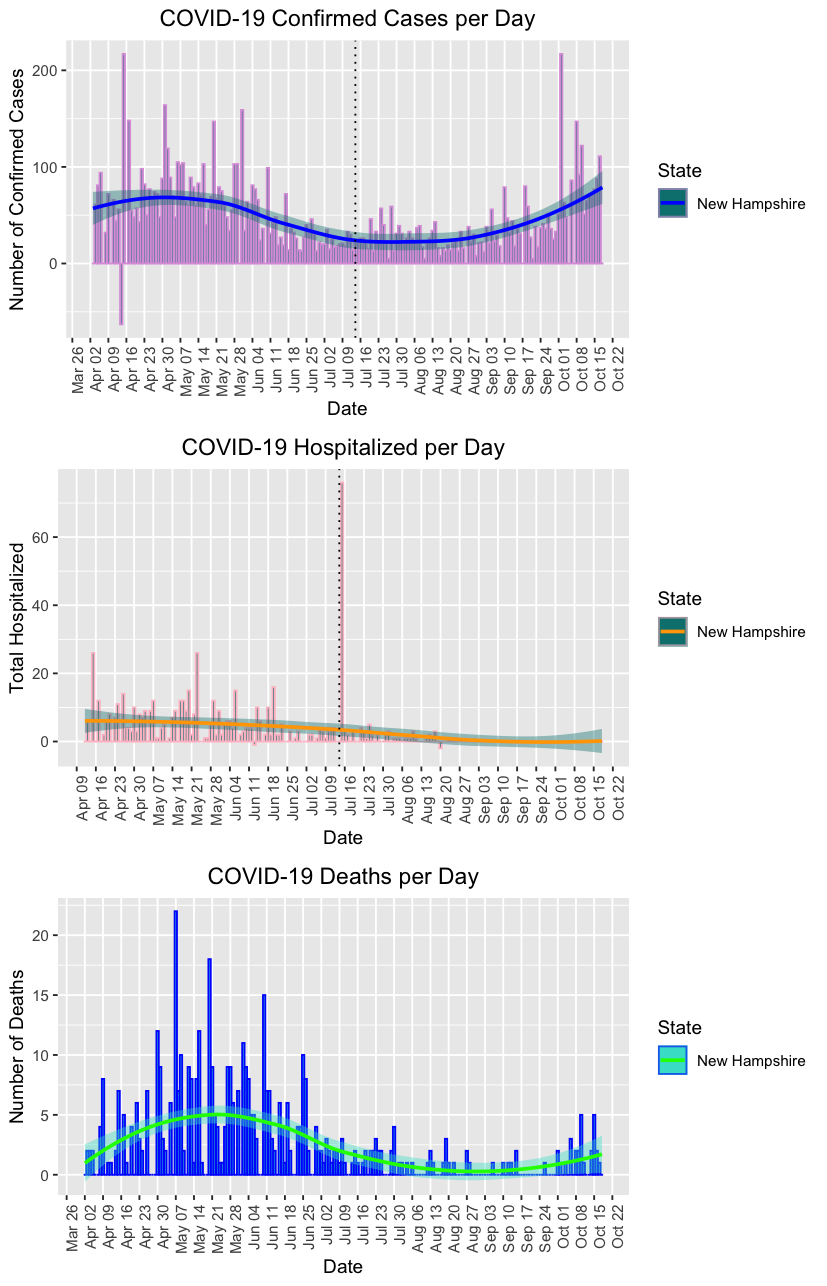 COVID-19 Confirmed Cases per Day
Number of Confirmed Cases
200
100
0
Mar 26
Apr 02
Apr 09
Apr 16
Apr 23
Apr 30
May 07
May 14
May 21
May 28
Jun 04
Jun 11
Jun 18
Jun 25
Jul 02
Jul 09
Jul 16
Jul 23
Jul 30
Aug 06
Aug 13
Aug 20
Aug 27
Sep 03
Sep 10
Sep 17
Sep 24
Oct 01
Oct 08
Oct 15
Oct 22
Date
State
New Hampshire
COVID-19 Hospitalized per Day
Total Hospitalized
60
40
20
0
Apr 09
Apr 16
Apr 23
Apr 30
May 07
May 14
May 21
May 28
Jun 04
Jun 11
Jun 18
Jun 25
Jul 02
Jul 09
Jul 16
Jul 23
Jul 30
Aug 06
Aug 13
Aug 20
Aug 27
Sep 03
Sep 10
Sep 17
Sep 24
Oct 01
Oct 08
Oct 15
Oct 22
Date
State
New Hampshire
COVID-19 Deaths per Day
Number of Deaths
20
15
10
5
0
Mar 26
Apr 02
Apr 09
Apr 16
Apr 23
Apr 30
May 07
May 14
May 21
May 28
Jun 04
Jun 11
Jun 18
Jun 25
Jul 02
Jul 09
Jul 16
Jul 23
Jul 30
Aug 06
Aug 13
Aug 20
Aug 27
Sep 03
Sep 10
Sep 17
Sep 24
Oct 01
Oct 08
Oct 15
Oct 22
Date
State
New Hampshire